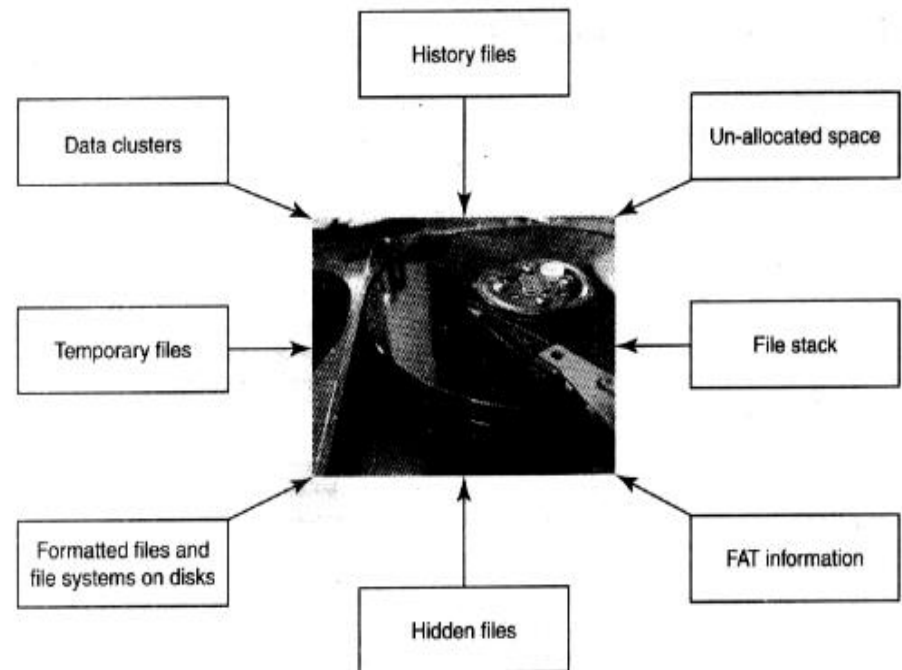 History files
Data clusters
Un-allocated space
Temporary files
File stack
Formatted files and
file systems on disks
FAT information
Hidden files